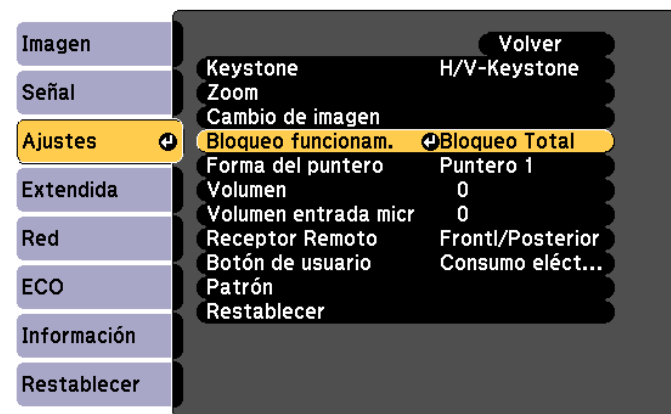 Imagen
Señal
Ajustes
Extendida
Red
ECO
Información
Restablecer
Volver
Keystone H/V-Keystone
Zoom
Cambio de imagen
Bloqueo funcionam. Bloqueo Total
Forma del puntero Puntero 1
Volumen 0
Volumen entrada micr 0
Receptor Remoto Frontl/Posterior
Botón de usuario Consumo eléct...
Patrón
Restablecer